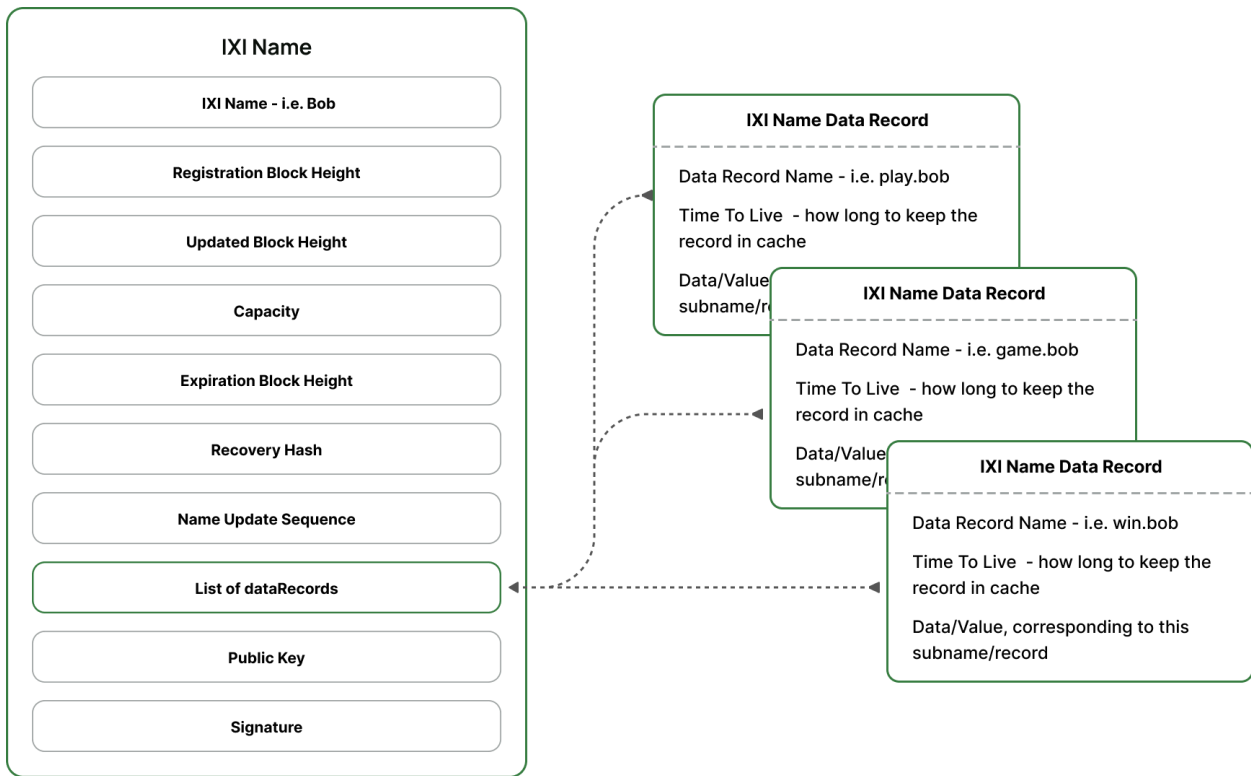 IXI Name
IXI Name - i.e. Bob
Registration Block Height
Updated Block Height
Capacity
Expiration Block Height
Recovery Hash
Name Update Sequence
List of dataRecords
Public Key
Signature
IXI Name Data Record
Data Record Name - i.e. play.bob
Time To Live - how long to keep the
record in cache
Data/Value
IXI Name Data Record
Data Record Name - i.e. game.bob
Time To Live - how long to keep the
record in cache
Data/Value
IXI Name Data Record
Data Record Name - i.e. win.bob
Time To Live - how long to keep the
record in cache
Data/Value, corresponding to this
subname/record